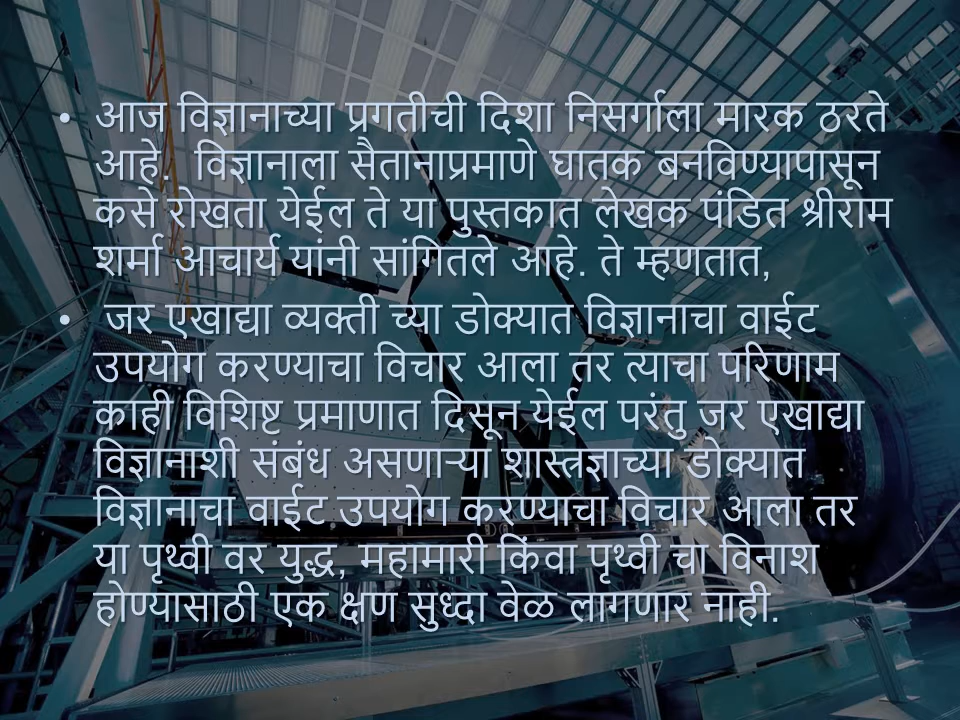 • आज विज्ञानाच्या प्रगतीची दिशा निसर्गाला मारक ठरते
आहे. विज्ञानाला सैतानाप्रमाणे घातक बनविण्यापासून
कसे रोखता येईल ते या पुस्तकात लेखक पंडित श्रीराम
शर्मा आचार्य यांनी सांगितले आहे. ते म्हणतात,
• जर एखाद्या व्यक्ती च्या डोक्यात विज्ञानाचा वाईट
उपयोग करण्याचा विचार आला तर त्याचा परिणाम
काही विशिष्ट प्रमाणात दिसून येईल परंतु जर एखाद्या
विज्ञानाशी संबंध असणाऱ्या शास्त्रज्ञाच्या डोक्यात
विज्ञानाचा वाईट उपयोग करण्याचा विचार आला तर
या पृथ्वी वर युद्ध, महामारी किंवा पृथ्वी चा विनाश
होण्यासाठी एक क्षण सुध्दा वेळ लागणार नाही.